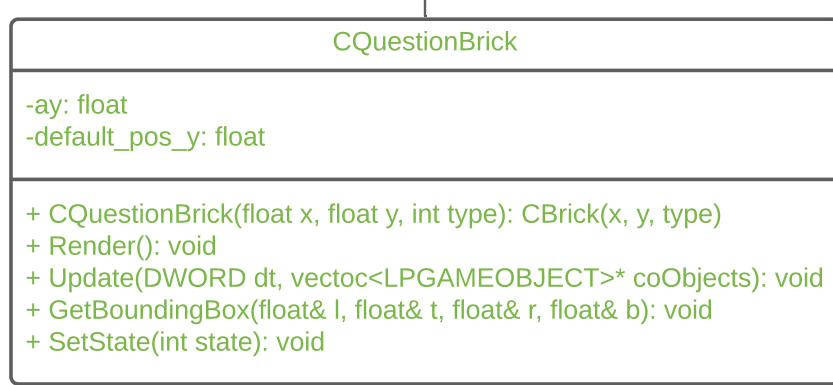 CQuestionBrick
-ay: float
-default_pos_y: float
+ CQuestionBrick(float x, float y, int type): CBrick(x, y, type)
+ Render(): void
+ Update(DWORD dt, vectoc<LPGAMEOBJECT>* coObjects): void
+ GetBoundingBox(float& l, float& t, float& r, float& b): void
+ SetState(int state): void